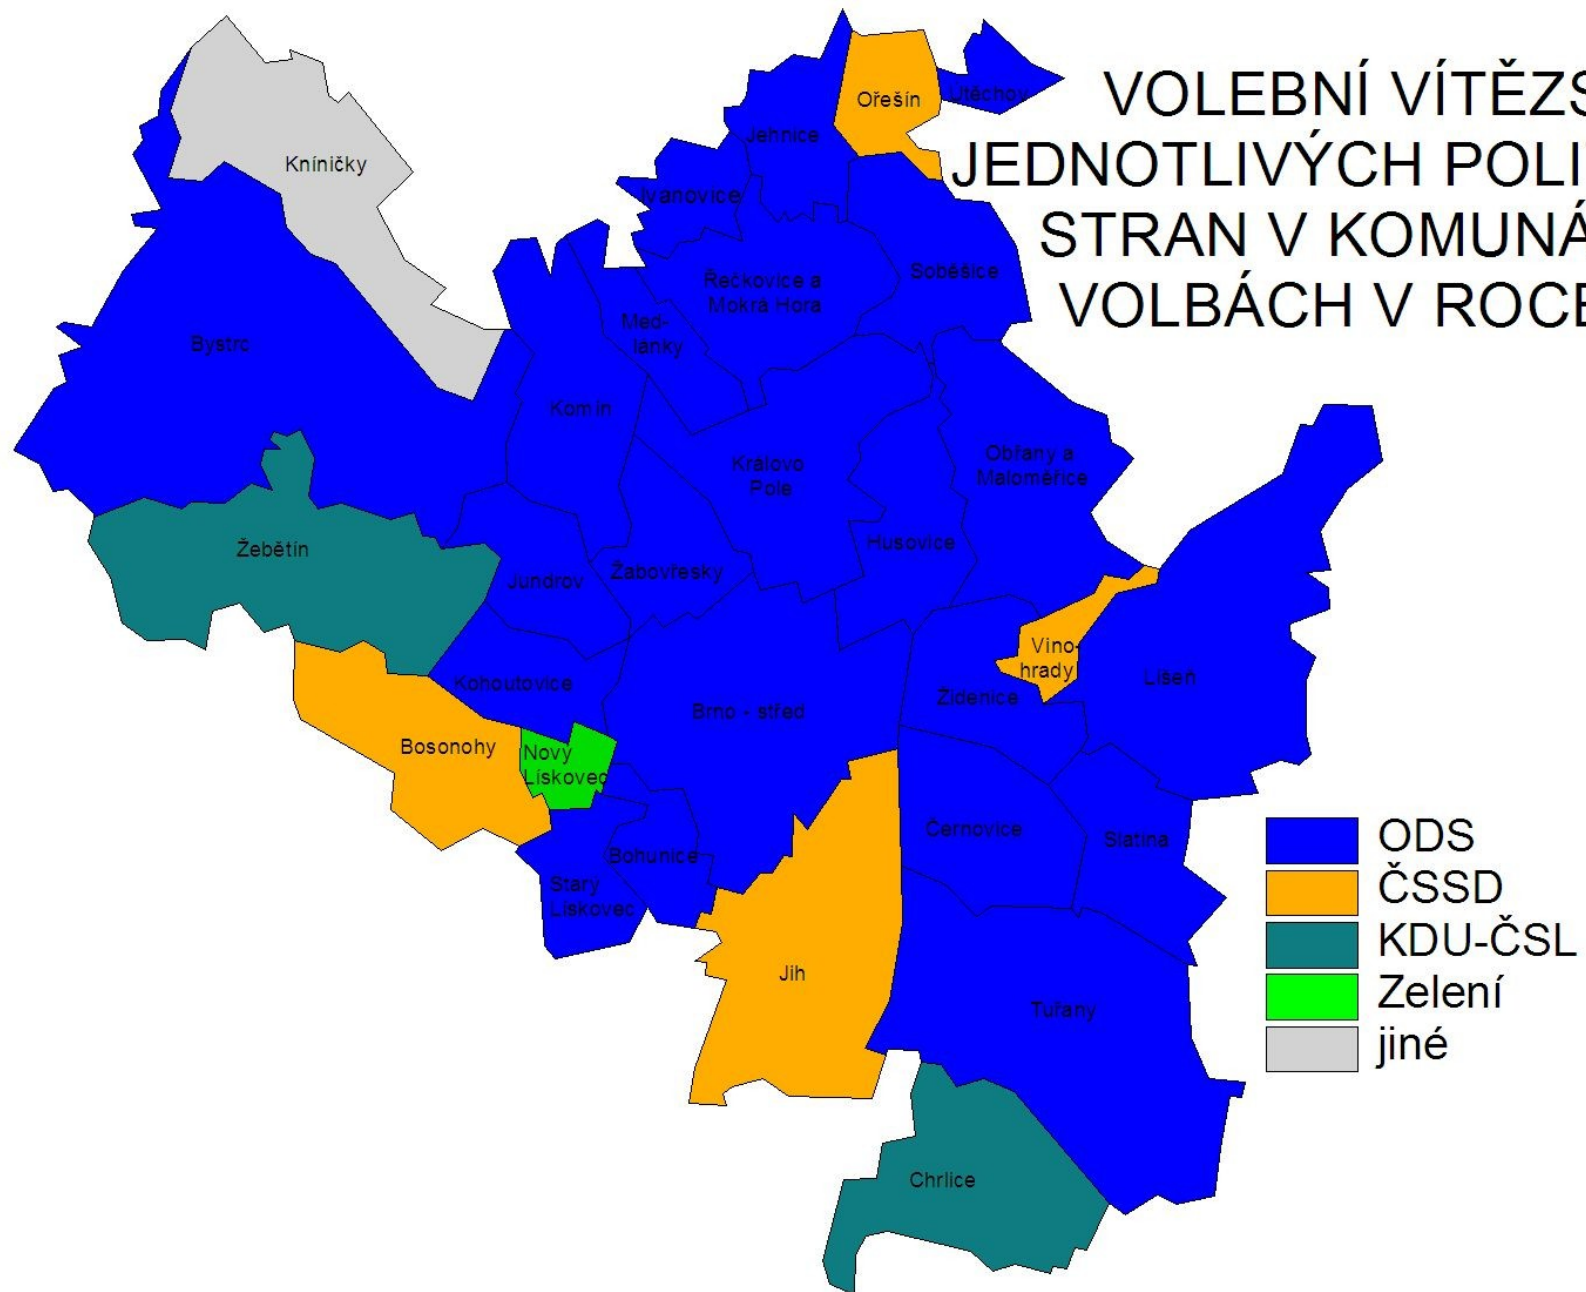 VOLEBNÍ VÍTĚZS
JEDNOTLIVÝCH POLI
STRAN V KOMUNÁ
VOLBÁCH V ROCE
Ořešín
Útěchov
Jehnice
Kníničky
Ivanovice
Soběšice
Řečkovice a
Mokrá Hora
Med-
lánky
Bystrc
Komín
Královo
Pole
Obřany a
Maloměřice
Husovice
Žebětín
Jundrov
Žabovřesky
Vino-
hrady
Líšeň
Kohoutovice
Židenice
Brno - střed
Bosonohy
Nový
Lískovec
Černovice
Slatina
Bohunice
Starý
Lískovec
Jih
Tuřany
Chrlice
ODS
ČSSD
KDU-ČSL
Zelení
jiné